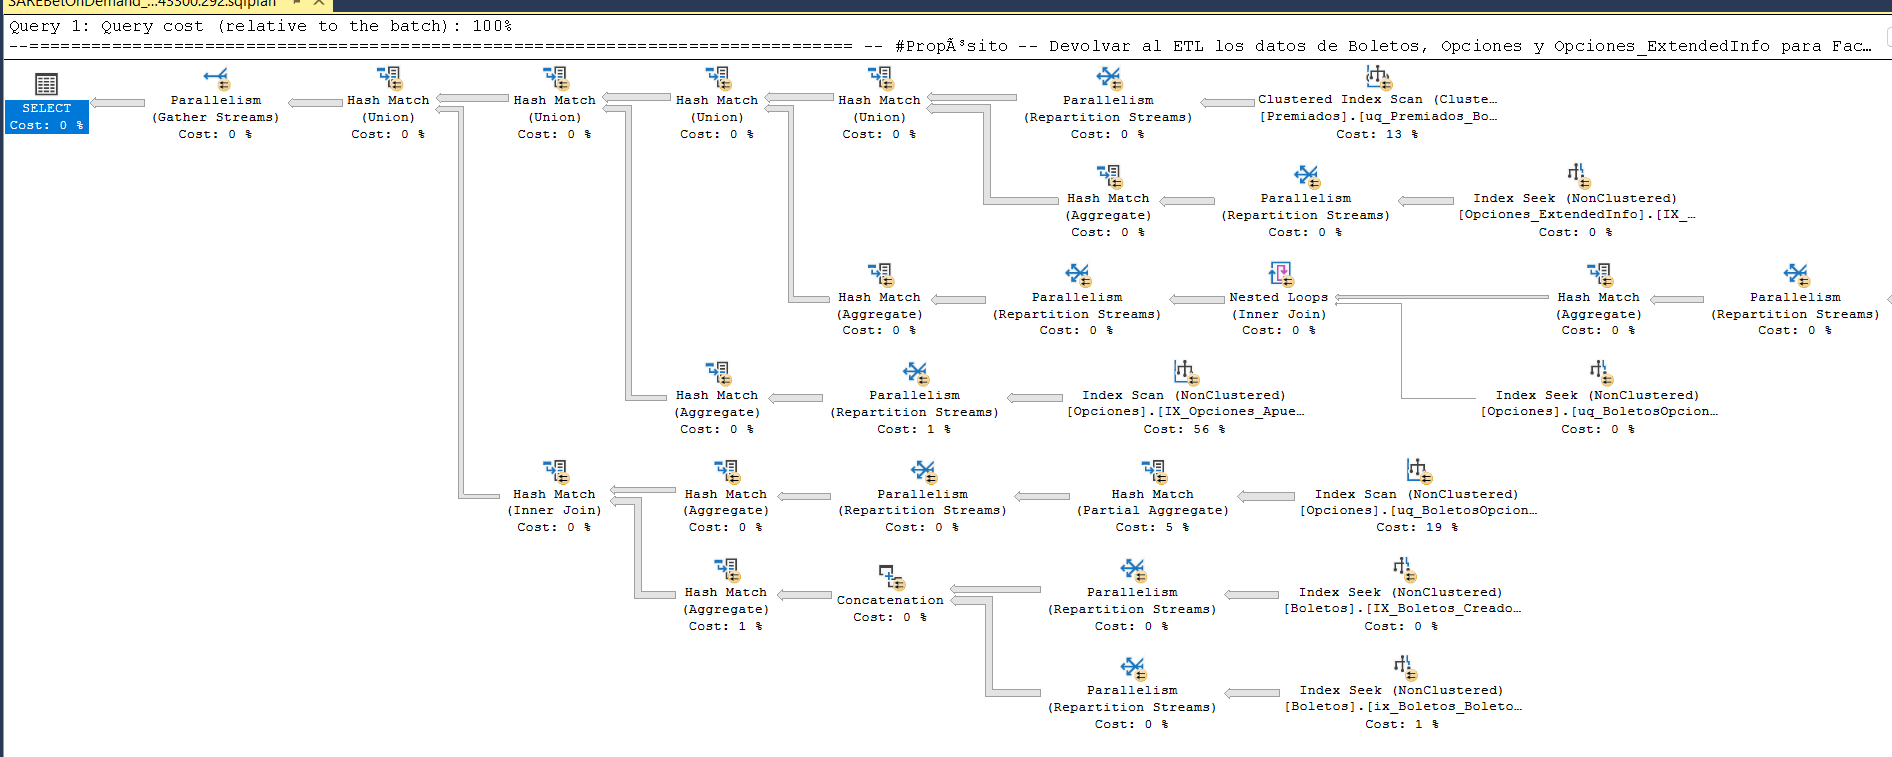 SAREBetOnDemand_...43300.292.sqlplan
Query 1: Query cost (relative to the batch): 100%
--============================================================================== -- #PropÃ³sito -- Devolvar al ETL los datos de Boletos, Opciones y Opciones_ExtendedInfo para Fac…
SELECT
Cost: 0 %
Parallelism
(Gather Streams)
Cost: 0 %
Hash Match
(Union)
Cost: 0 %
Hash Match
(Union)
Cost: 0 %
Hash Match
(Union)
Cost: 0 %
Hash Match
(Union)
Cost: 0 %
Parallelism
(Repartition Streams)
Cost: 0 %
Clustered Index Scan (Cluste…
[Premiados].[uq_Premiados_Bo…
Cost: 13 %
Hash Match
(Aggregate)
Cost: 0 %
Parallelism
(Repartition Streams)
Cost: 0 %
Index Seek (NonClustered)
[Opciones_ExtendedInfo].[IX_…
Cost: 0 %
Hash Match
(Aggregate)
Cost: 0 %
Parallelism
(Repartition Streams)
Cost: 0 %
Nested Loops
(Inner Join)
Cost: 0 %
Hash Match
(Aggregate)
Cost: 0 %
Parallelism
(Repartition Streams)
Cost: 0 %
Hash Match
(Aggregate)
Cost: 0 %
Parallelism
(Repartition Streams)
Cost: 1 %
Index Scan (NonClustered)
[Opciones].[IX_Opciones_Apue…
Cost: 56 %
Index Seek (NonClustered)
[Opciones].[uq_BoletosOpcion…
Cost: 0 %
Hash Match
(Inner Join)
Cost: 0 %
Hash Match
(Aggregate)
Cost: 0 %
Parallelism
(Repartition Streams)
Cost: 0 %
Hash Match
(Partial Aggregate)
Cost: 5 %
Index Scan (NonClustered)
[Opciones].[uq_BoletosOpcion…
Cost: 19 %
Hash Match
(Aggregate)
Cost: 1 %
Concatenation
Cost: 0 %
Parallelism
(Repartition Streams)
Cost: 0 %
Index Seek (NonClustered)
[Boletos].[IX_Boletos_Creado…
Cost: 0 %
Parallelism
(Repartition Streams)
Cost: 0 %
Index Seek (NonClustered)
[Boletos].[ix_Boletos_Boleto…
Cost: 1 %